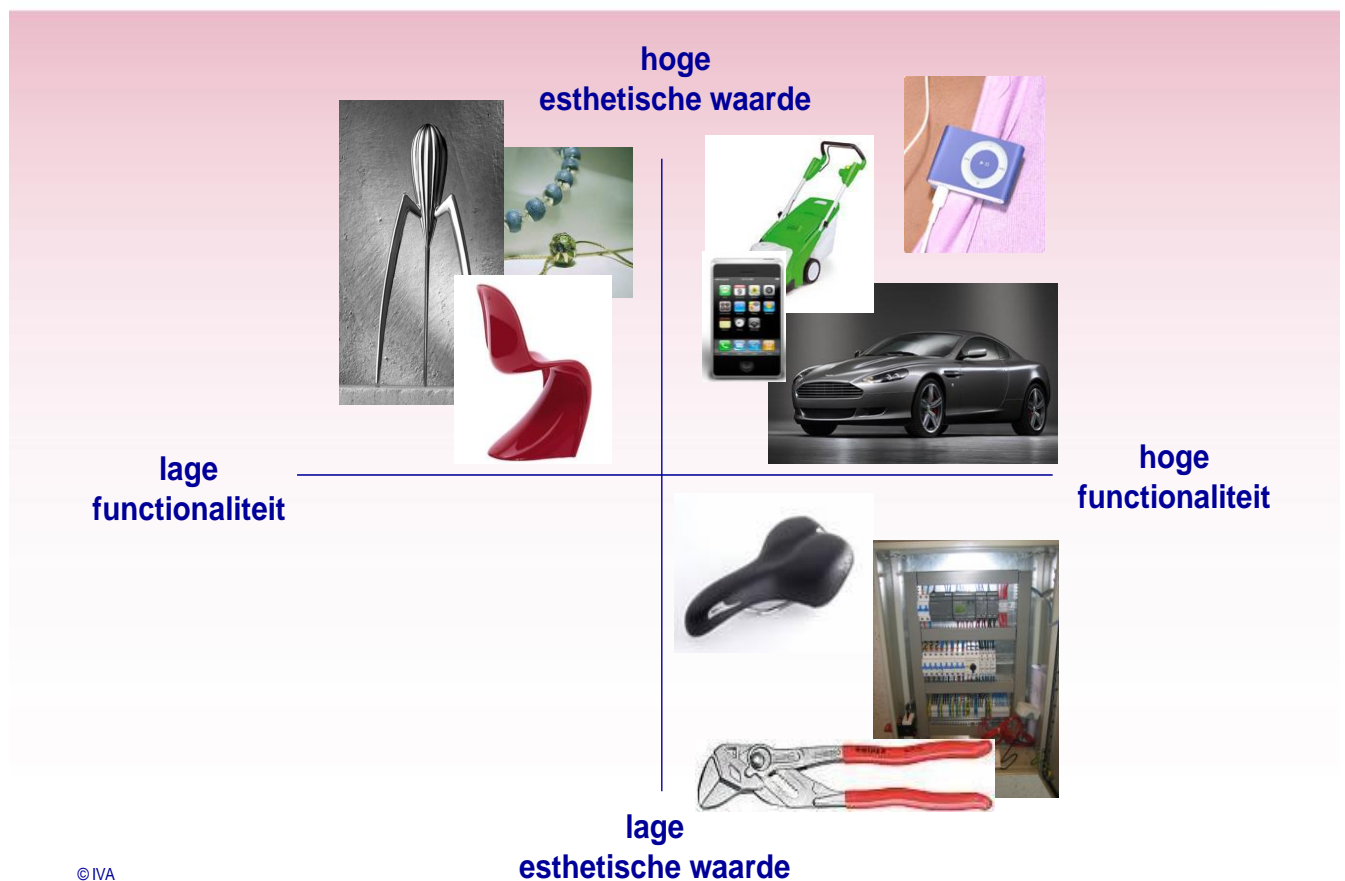 hoge
esthetische waarde
lage
functionaliteit
hoge
functionaliteit
lage
esthetische waarde
© IVA